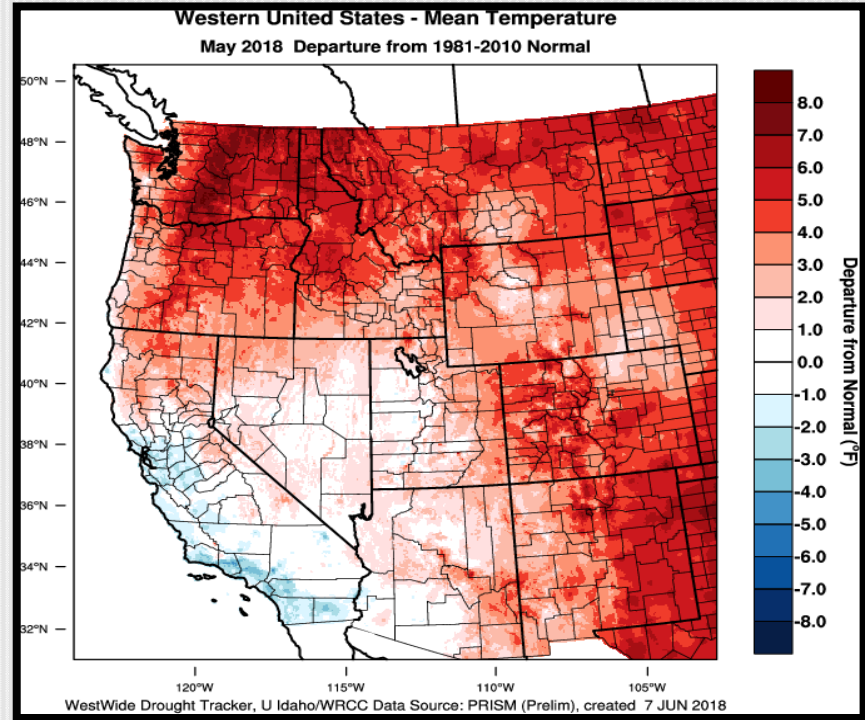 Western United States - Mean Temperature
May 2018 Departure from 1981-2010 Normal
50°N
48°N
46°N
44°N
42°N
40°N
38°N
36°N
34°N
32°N
120°W
115°W
110°W
105°W
8.0
7.0
6.0
5.0
4.0
3.0
2.0
1.0
0.0
-1.0
-2.0
-3.0
-4.0
-5.0
-6.0
-7.0
-8.0
Departure from Normal (°F)
WestWide Drought Tracker, U Idaho/WRCC Data Source: PRISM (Prelim), created 7 JUN 2018